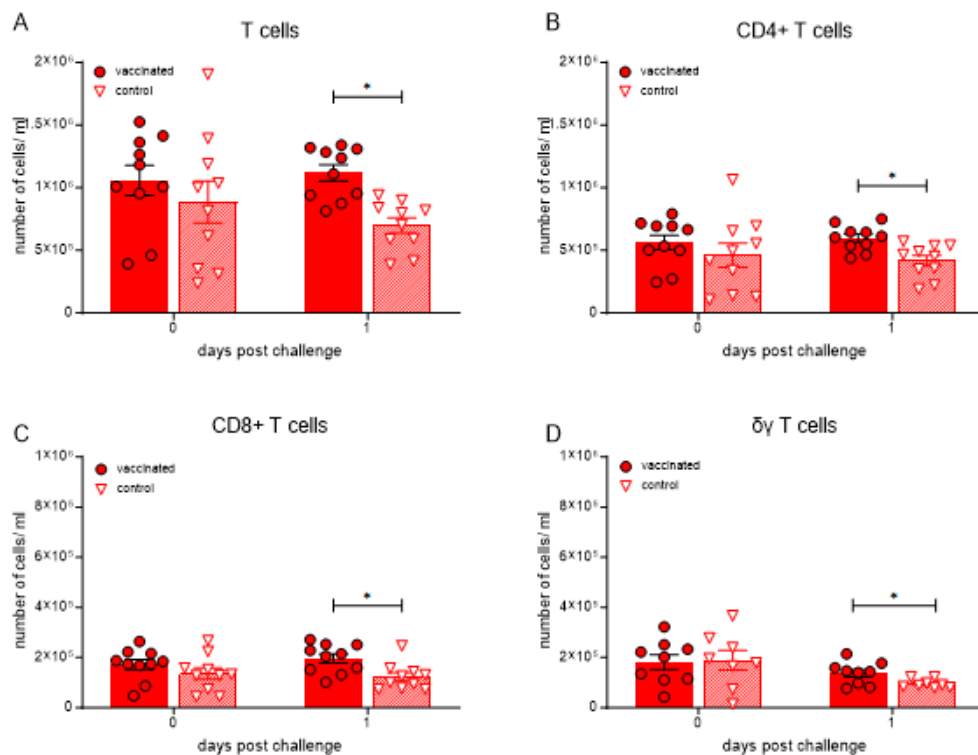 A
T cells
2×10⁶
1.5×10⁶
1×10⁶
5×10⁵
0
number of cells/ ml
vaccinated
control
*
0
1
days post challenge
B
CD4+ T cells
2×10⁶
1.5×10⁶
1×10⁶
5×10⁵
0
number of cells/ ml
vaccinated
control
*
0
1
days post challenge
C
CD8+ T cells
1×10⁶
8×10⁵
6×10⁵
4×10⁵
2×10⁵
0
number of cells/ ml
vaccinated
control
*
0
1
days post challenge
D
δγ T cells
1×10⁶
8×10⁵
6×10⁵
4×10⁵
2×10⁵
0
number of cells/ ml
vaccinated
control
*
0
1
days post challenge